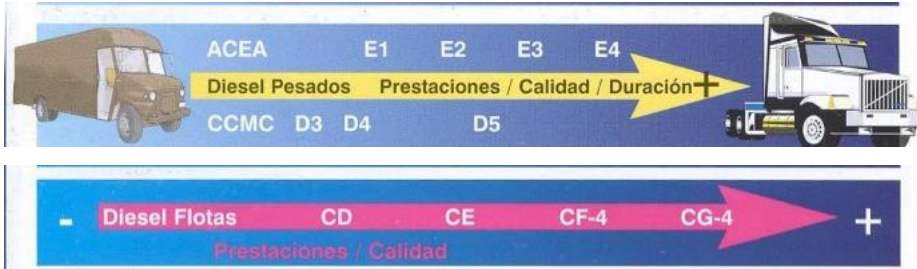 ACEA E1 E2 E3 E4
Diesel Pesados Prestaciones / Calidad / Duración +
CCMC D3 D4 D5
- Diesel Flotas CD CE CF-4 CG-4 +
Prestaciones / Calidad